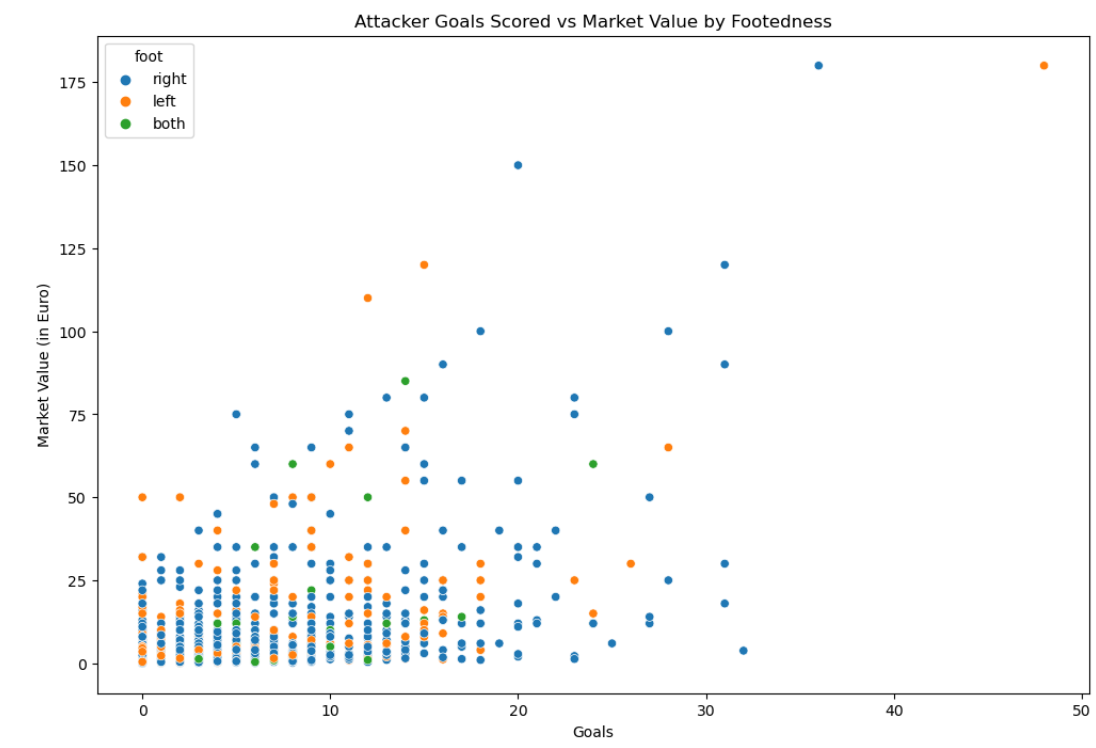 Attacker Goals Scored vs Market Value by Footedness
foot
right
left
both
Market Value (in Euro)
175
150
125
100
75
50
25
0
0 10 20 30 40 50
Goals